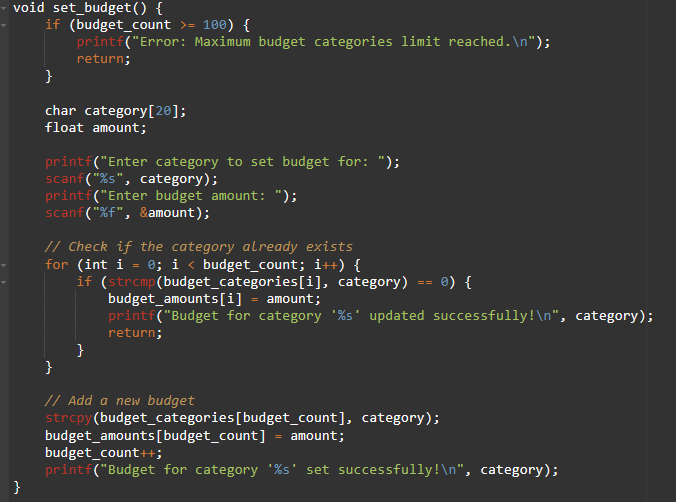 void set_budget() {
    if (budget_count >= 100) {
        printf("Error: Maximum budget categories limit reached.\n");
        return;
    }

    char category[20];
    float amount;

    printf("Enter category to set budget for: ");
    scanf("%s", category);
    printf("Enter budget amount: ");
    scanf("%f", &amount);

    // Check if the category already exists
    for (int i = 0; i < budget_count; i++) {
        if (strcmp(budget_categories[i], category) == 0) {
            budget_amounts[i] = amount;
            printf("Budget for category '%s' updated successfully!\n", category);
            return;
        }
    }

    // Add a new budget
    strcpy(budget_categories[budget_count], category);
    budget_amounts[budget_count] = amount;
    budget_count++;
    printf("Budget for category '%s' set successfully!\n", category);
}